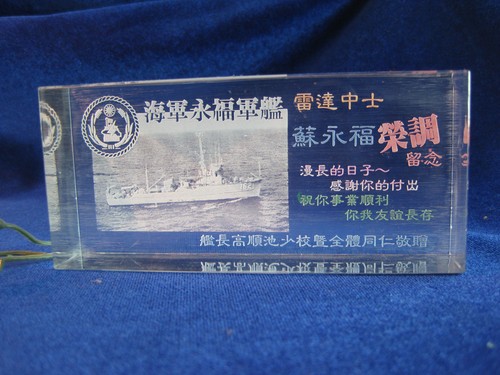 海軍永福軍艦
雷達中士
蘇永福 榮調
留念
漫長的日子～
感謝你的付出
祝你事業順利
你我友誼長存
162
艦長高順池少校暨全體同仁敬贈